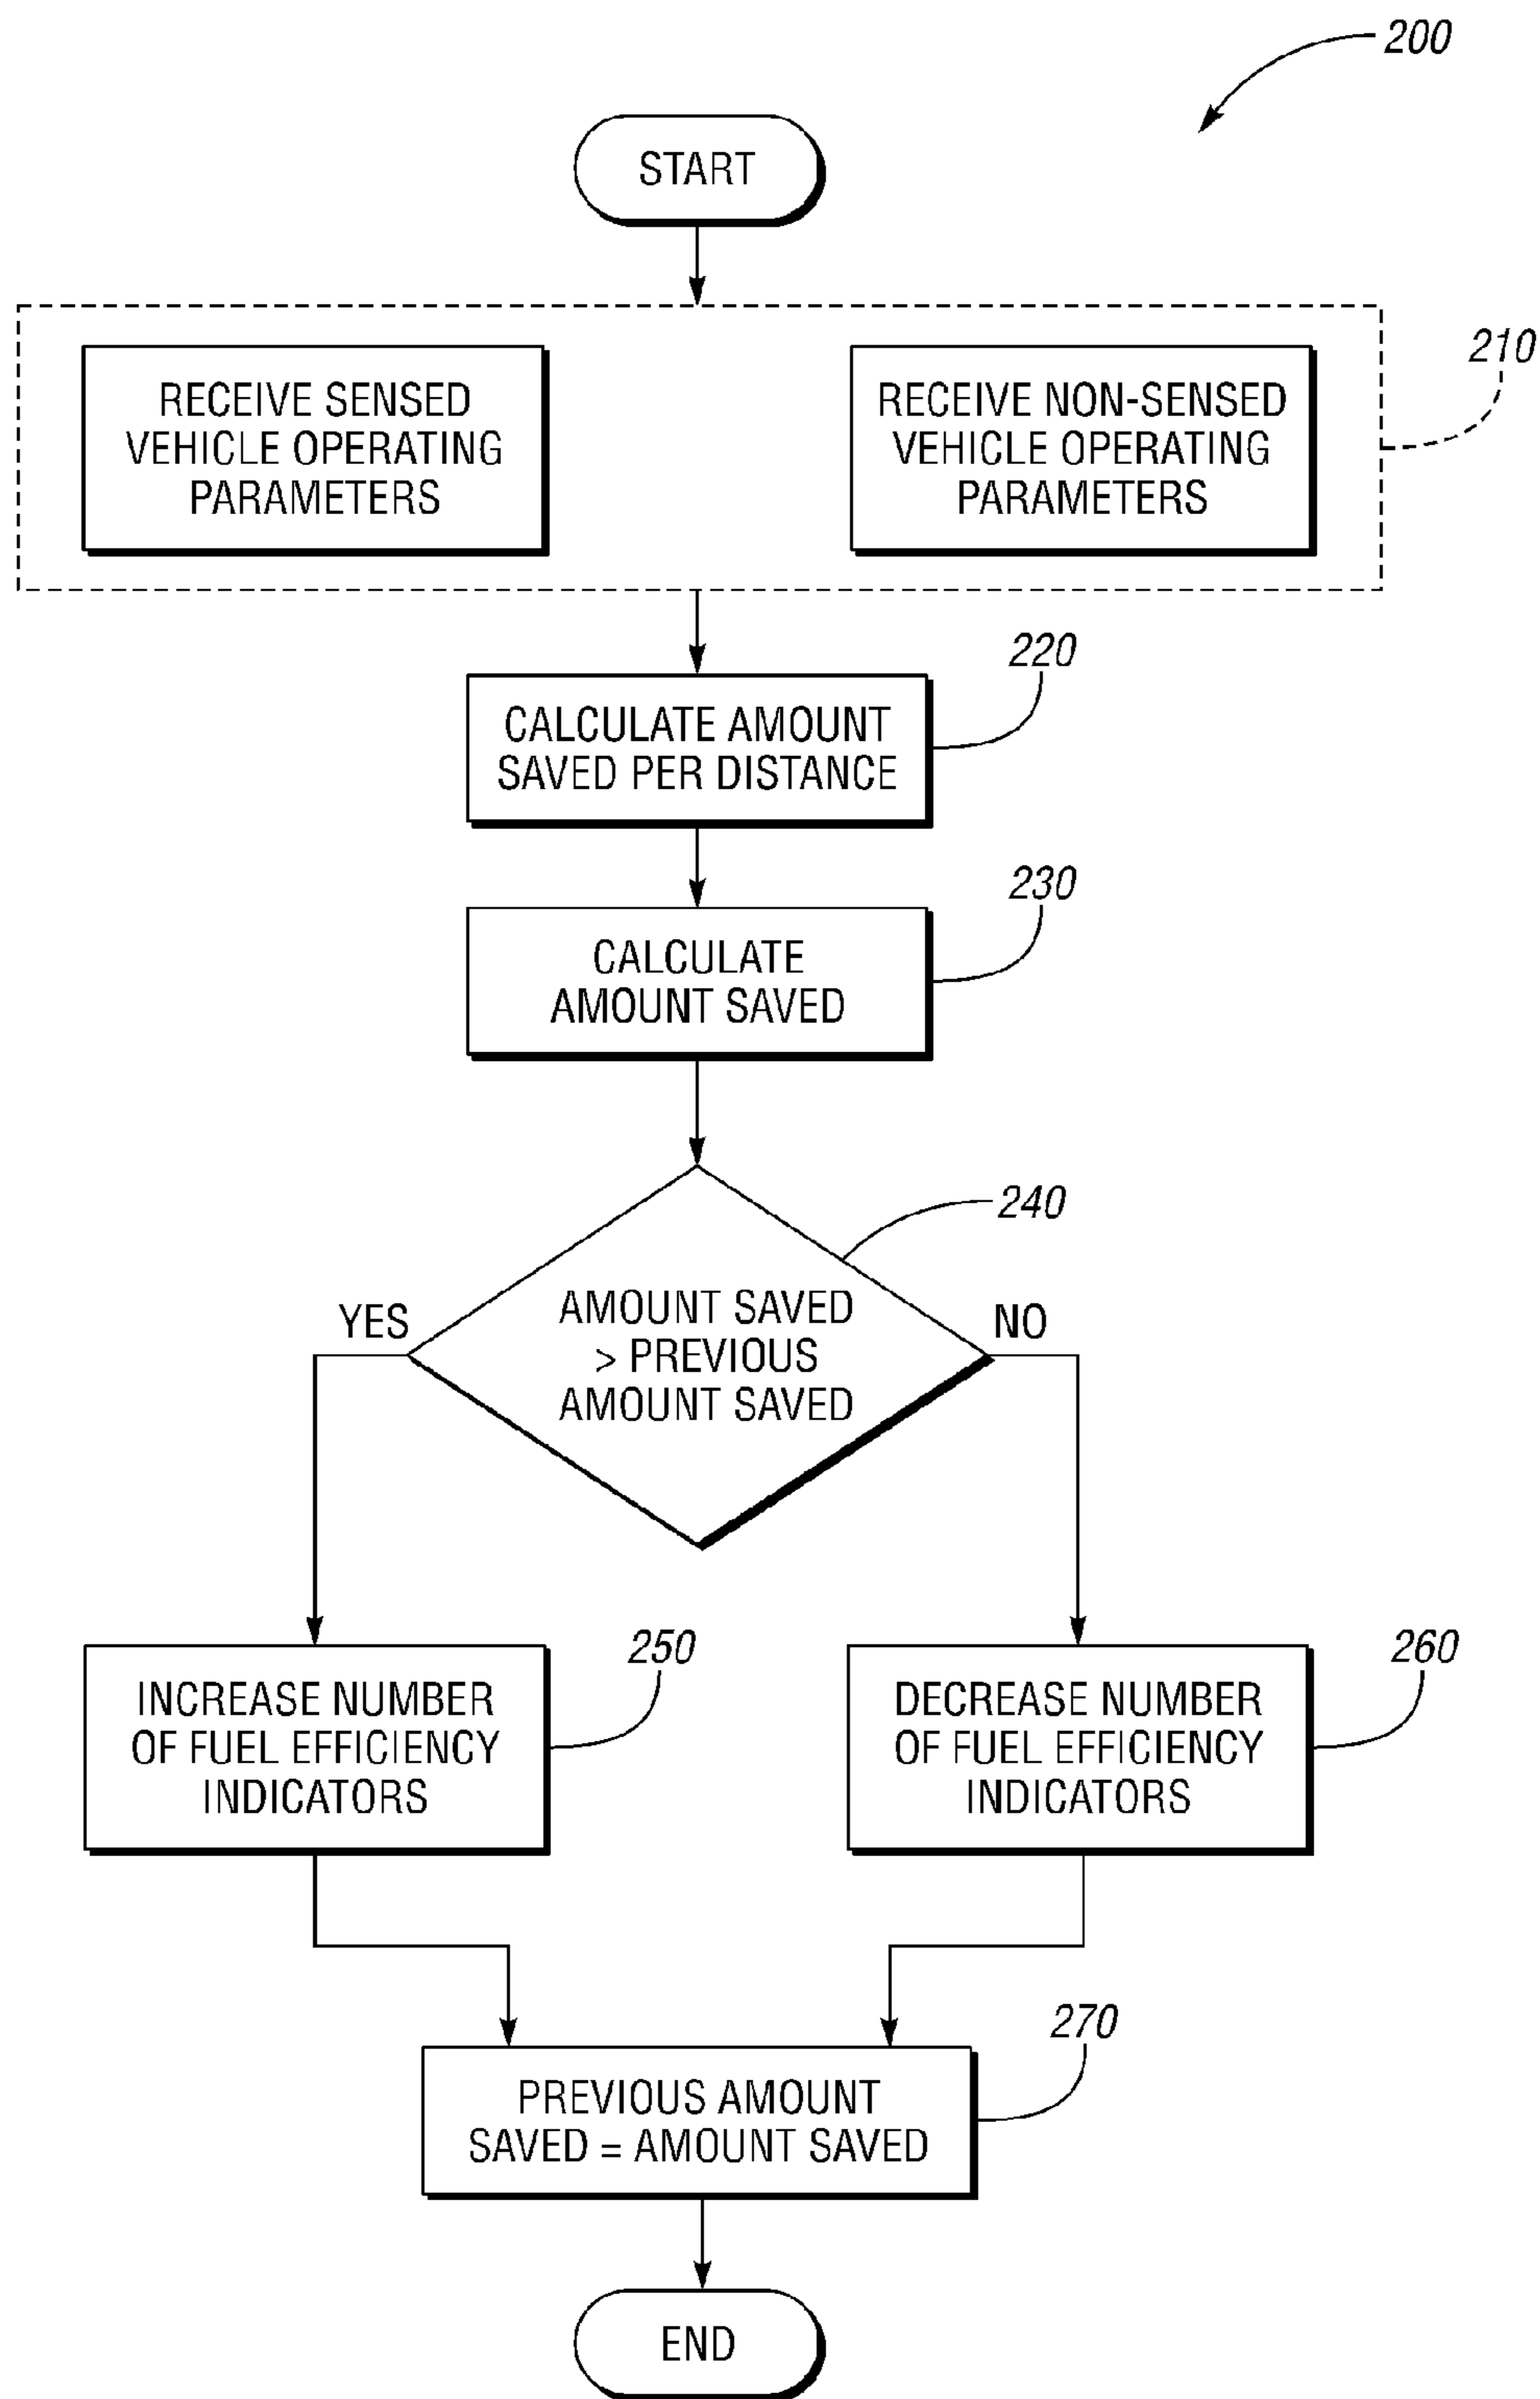 200
START
210
RECEIVE SENSED
VEHICLE OPERATING
PARAMETERS
RECEIVE NON-SENSED
VEHICLE OPERATING
PARAMETERS
220
CALCULATE AMOUNT
SAVED PER DISTANCE
230
CALCULATE
AMOUNT SAVED
240
AMOUNT SAVED
> PREVIOUS
AMOUNT SAVED
YES
NO
250
INCREASE NUMBER
OF FUEL EFFICIENCY
INDICATORS
260
DECREASE NUMBER
OF FUEL EFFICIENCY
INDICATORS
270
PREVIOUS AMOUNT
SAVED = AMOUNT SAVED
END